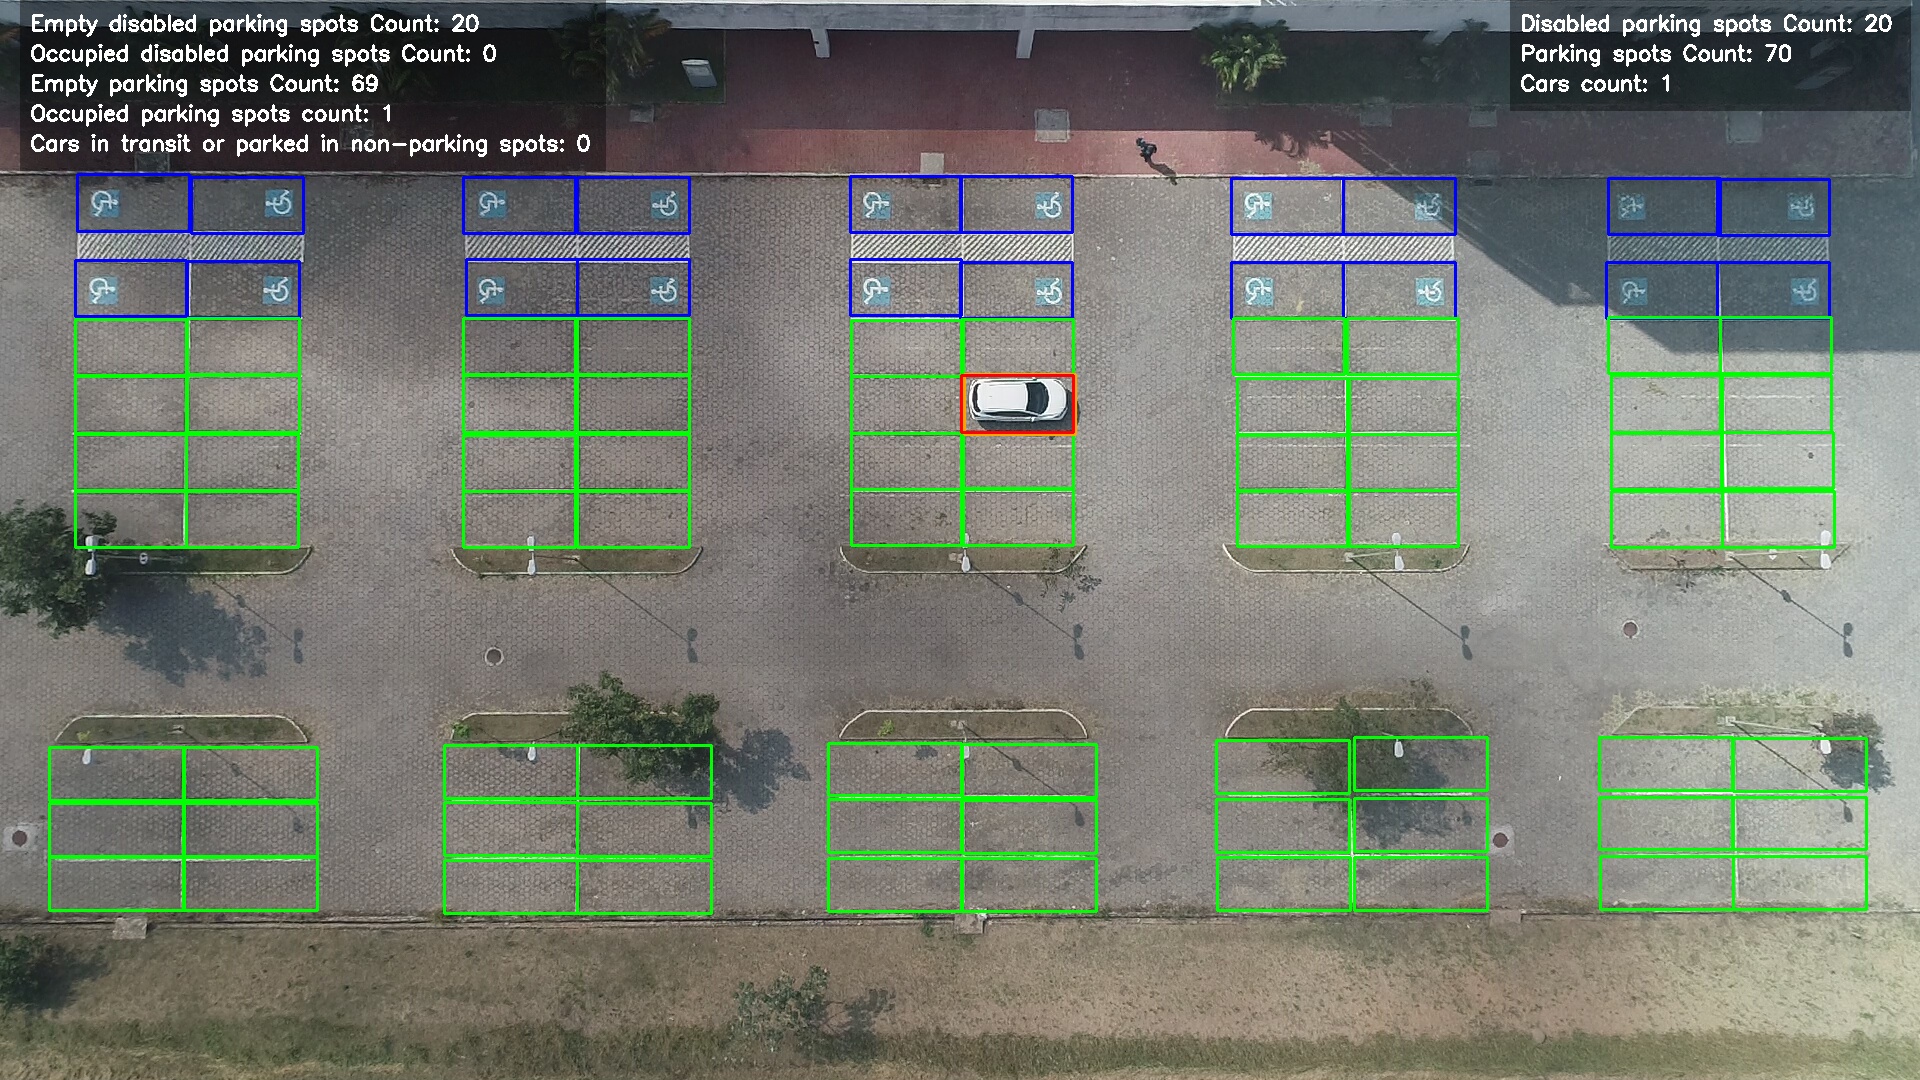 Empty disabled parking spots Count: 20
Occupied disabled parking spots Count: 0
Empty parking spots Count: 69
Occupied parking spots count: 1
Cars in transit or parked in non-parking spots: 0
Disabled parking spots Count: 20
Parking spots Count: 70
Cars count: 1